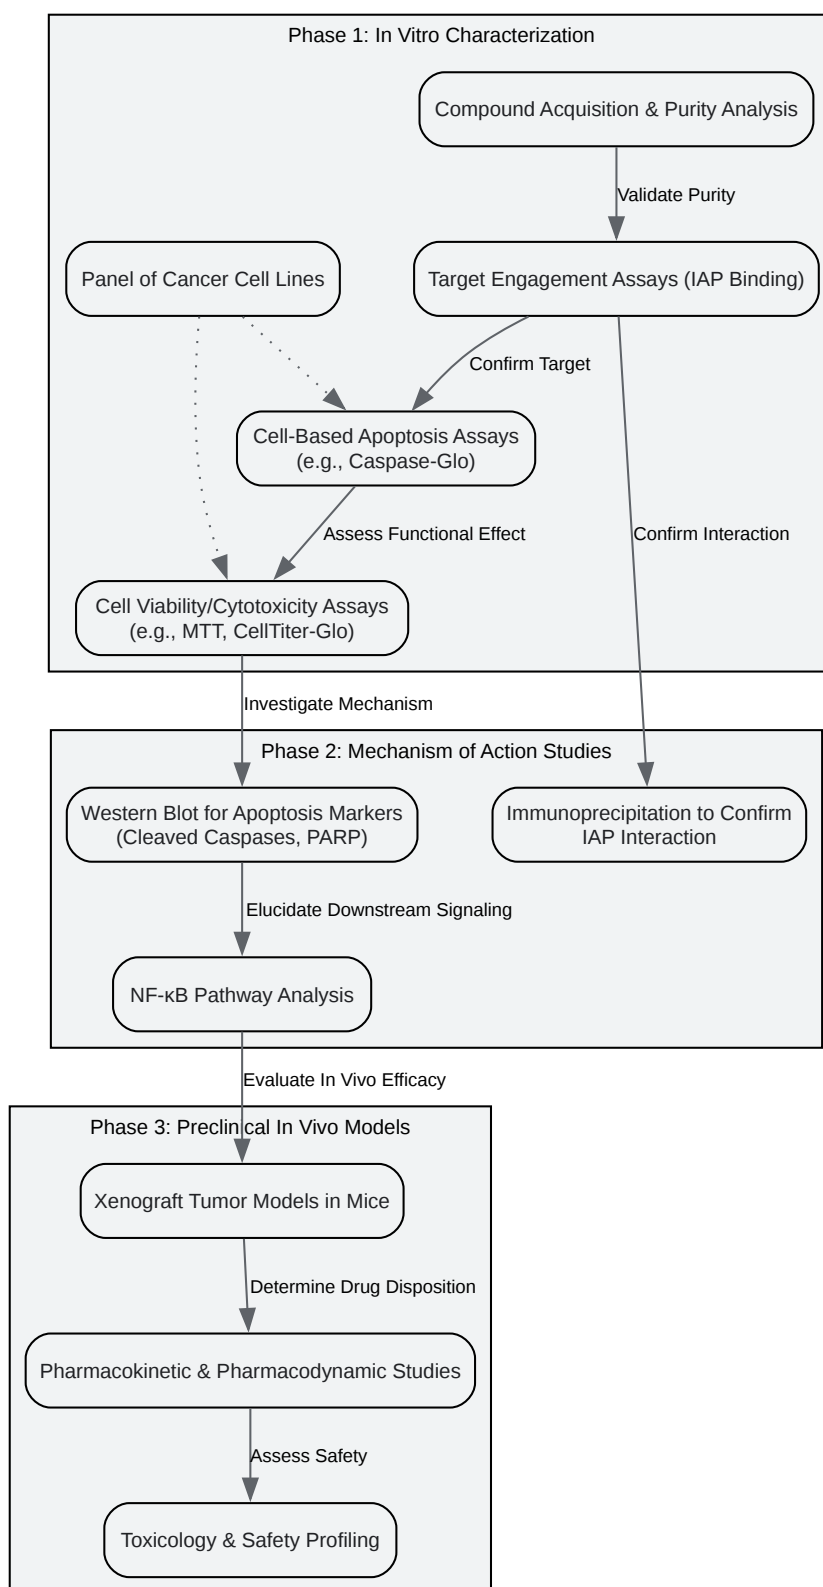 Phase 1: In Vitro Characterization
Compound Acquisition & Purity Analysis
Validate Purity
Panel of Cancer Cell Lines
Target Engagement Assays (IAP Binding)
Confirm Target
Cell-Based Apoptosis Assays
(e.g., Caspase-Glo)
Assess Functional Effect
Confirm Interaction
Cell Viability/Cytotoxicity Assays
(e.g., MTT, CellTiter-Glo)
Investigate Mechanism
Phase 2: Mechanism of Action Studies
Western Blot for Apoptosis Markers
(Cleaved Caspases, PARP)
Immunoprecipitation to Confirm
IAP Interaction
Elucidate Downstream Signaling
NF-κB Pathway Analysis
Evaluate In Vivo Efficacy
Phase 3: Preclinical In Vivo Models
Xenograft Tumor Models in Mice
Determine Drug Disposition
Pharmacokinetic & Pharmacodynamic Studies
Assess Safety
Toxicology & Safety Profiling